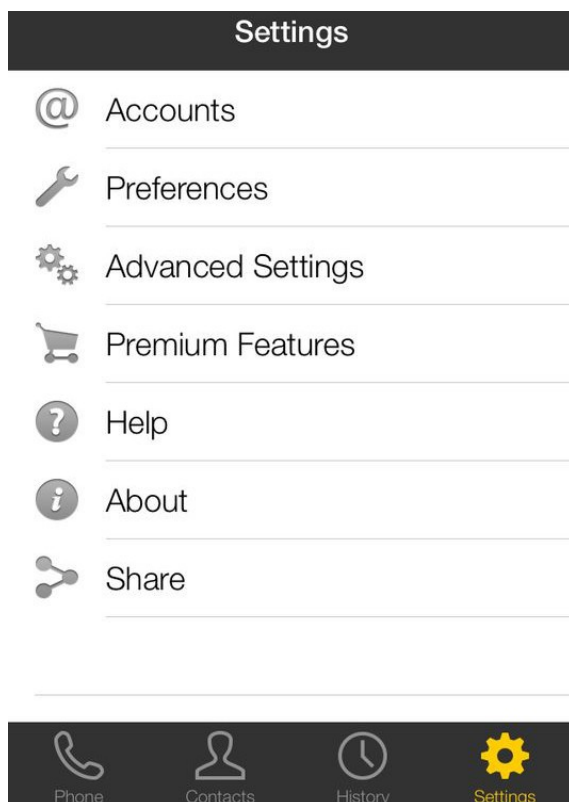 Settings
Accounts
Preferences
Advanced Settings
Premium Features
Help
About
Share
Phone Contacts History Settings